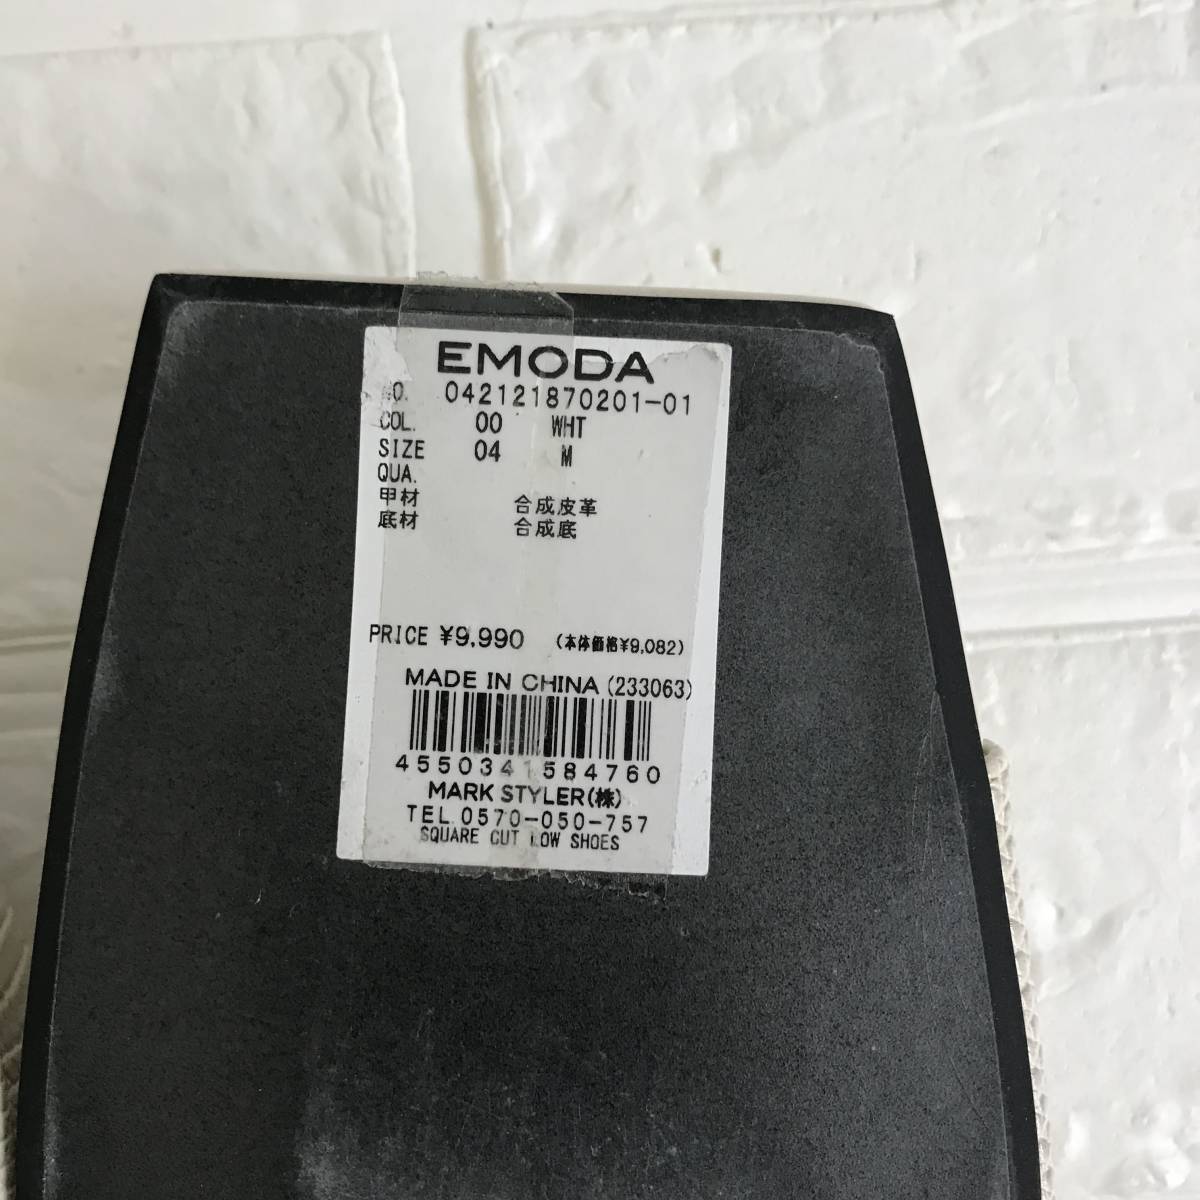 EMODA
NO. 042121870201-01
COL. 00 WHT
SIZE 04 M
QUA.
甲材 合成皮革
底材 合成底
PRICE ¥9,990 (本体価格¥9,082)
MADE IN CHINA (233063)
4550341584760
MARK STYLER(株)
TEL.0570-050-757
SQUARE CUT LOW SHOES